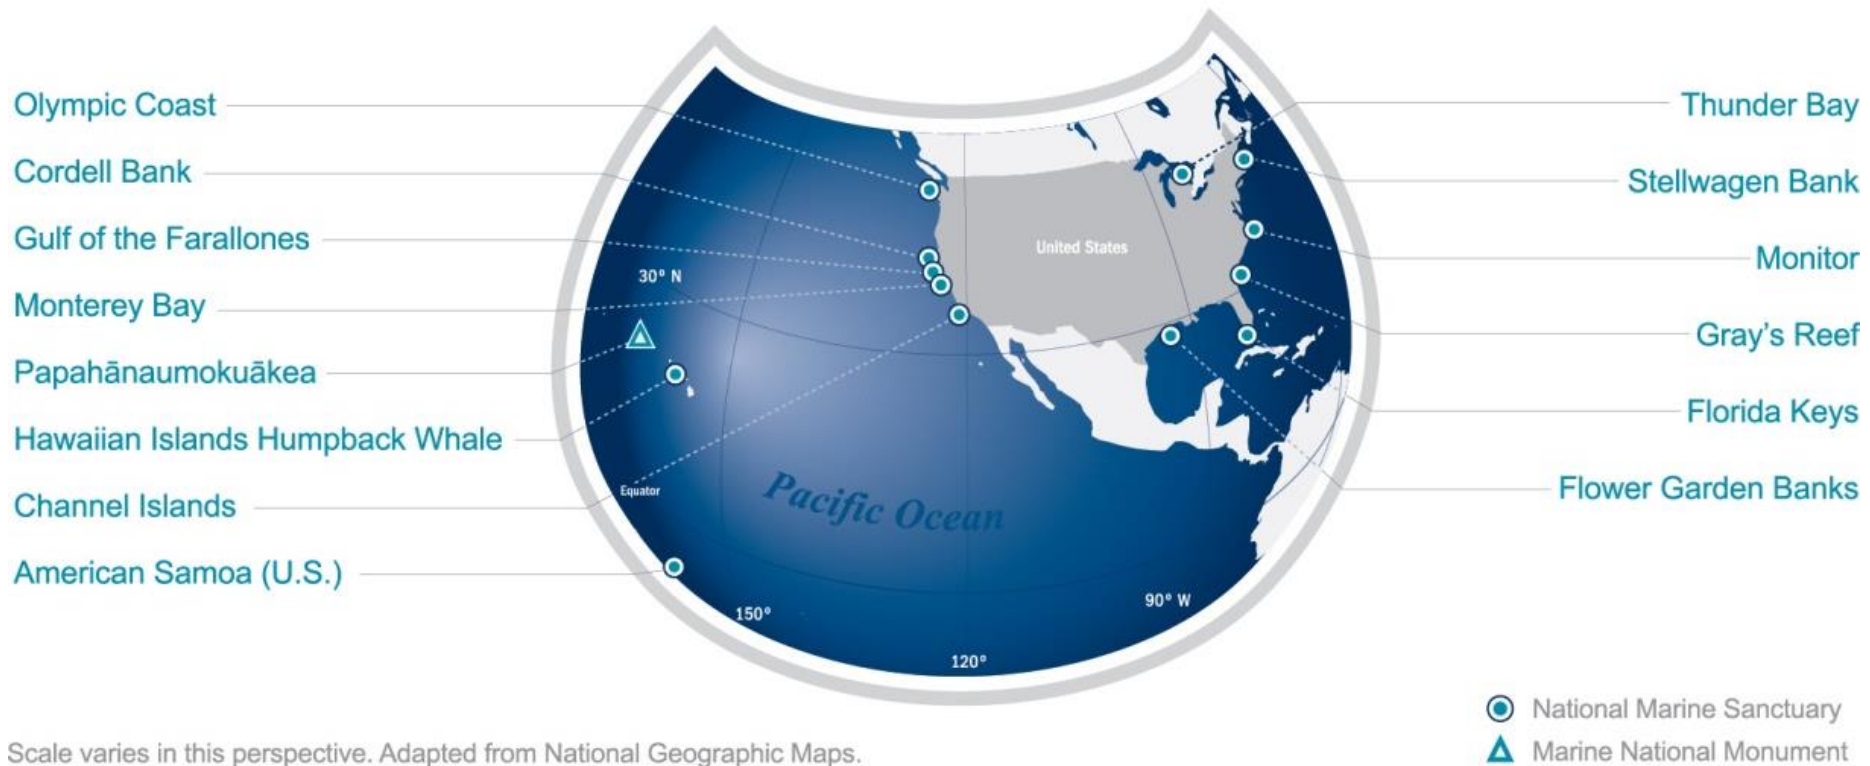 Olympic Coast
Cordell Bank
Gulf of the Farallones
Monterey Bay
Papahānaumokuākea
Hawaiian Islands Humpback Whale
Channel Islands
American Samoa (U.S.)
30° N
Equator
150°
120°
90° W
United States
Pacific Ocean
Thunder Bay
Stellwagen Bank
Monitor
Gray's Reef
Florida Keys
Flower Garden Banks
National Marine Sanctuary
Marine National Monument
Scale varies in this perspective. Adapted from National Geographic Maps.